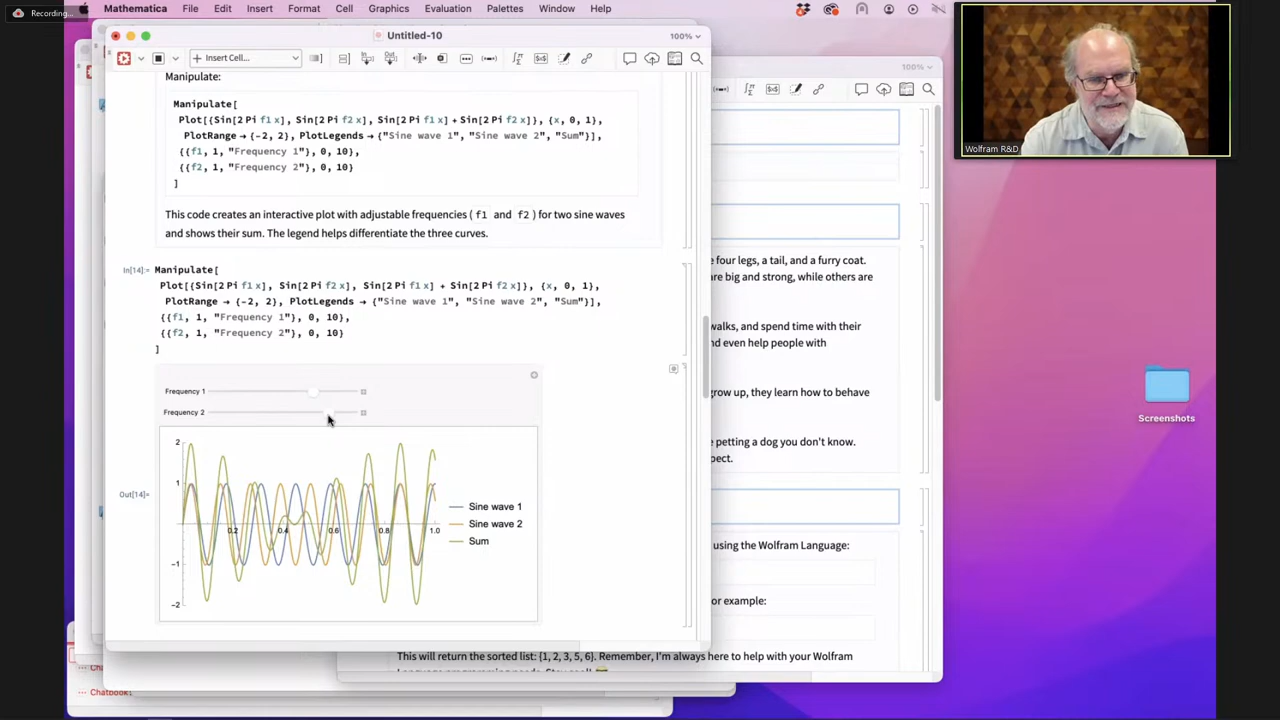 Recording...
Mathematica File Edit Insert Format Cell Graphics Evaluation Palettes Window Help
Untitled-10
100%
Insert Cell...
100%
Wolfram R&D
Manipulate:
Manipulate[
Plot[{Sin[2 Pi f1 x], Sin[2 Pi f2 x], Sin[2 Pi f1 x] + Sin[2 Pi f2 x]}, {x, 0, 1},
PlotRange → {-2, 2}, PlotLegends → {"Sine wave 1", "Sine wave 2", "Sum"}],
{{f1, 1, "Frequency 1"}, 0, 10},
{{f2, 1, "Frequency 2"}, 0, 10}
]
This code creates an interactive plot with adjustable frequencies ( f1 and f2 ) for two sine waves
and shows their sum. The legend helps differentiate the three curves.
In[14]:= Manipulate[
Plot[{Sin[2 Pi f1 x], Sin[2 Pi f2 x], Sin[2 Pi f1 x] + Sin[2 Pi f2 x]}, {x, 0, 1},
PlotRange → {-2, 2}, PlotLegends → {"Sine wave 1", "Sine wave 2", "Sum"}],
{{f1, 1, "Frequency 1"}, 0, 10},
{{f2, 1, "Frequency 2"}, 0, 10}
]
Frequency 1
Frequency 2
Out[14]=
2
1
-1
-2
0.2 0.4 0.6 0.8 1.0
Sine wave 1
Sine wave 2
Sum
four legs, a tail, and a furry coat.
are big and strong, while others are
walks, and spend time with their
and even help people with
grow up, they learn how to behave
petting a dog you don't know.
using the Wolfram Language:
or example:
This will return the sorted list: {1, 2, 3, 5, 6}. Remember, I'm always here to help with your Wolfram
Chatbook
Screenshots